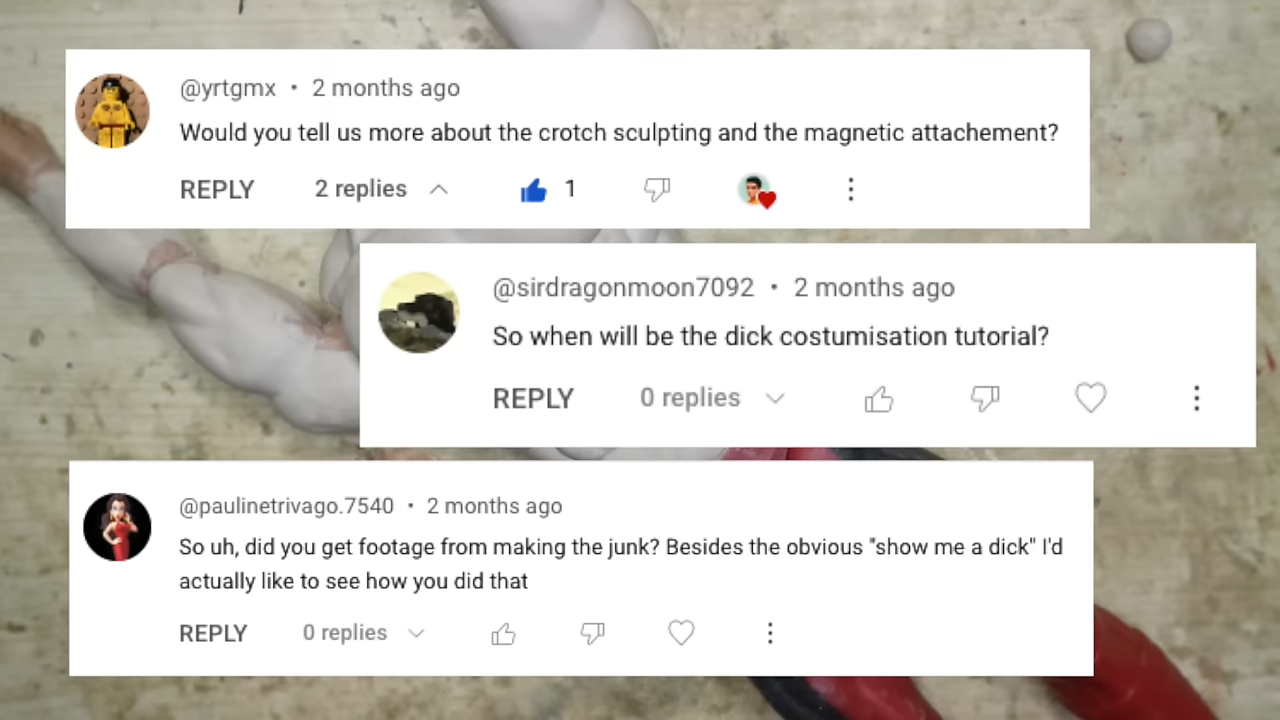 @yrtgmx • 2 months ago
Would you tell us more about the crotch sculpting and the magnetic attachement?
REPLY 2 replies 1
@sirdragonmoon7092 • 2 months ago
So when will be the dick costumisation tutorial?
REPLY 0 replies
@paulinetrivago.7540 • 2 months ago
So uh, did you get footage from making the junk? Besides the obvious "show me a dick" I'd
actually like to see how you did that
REPLY 0 replies